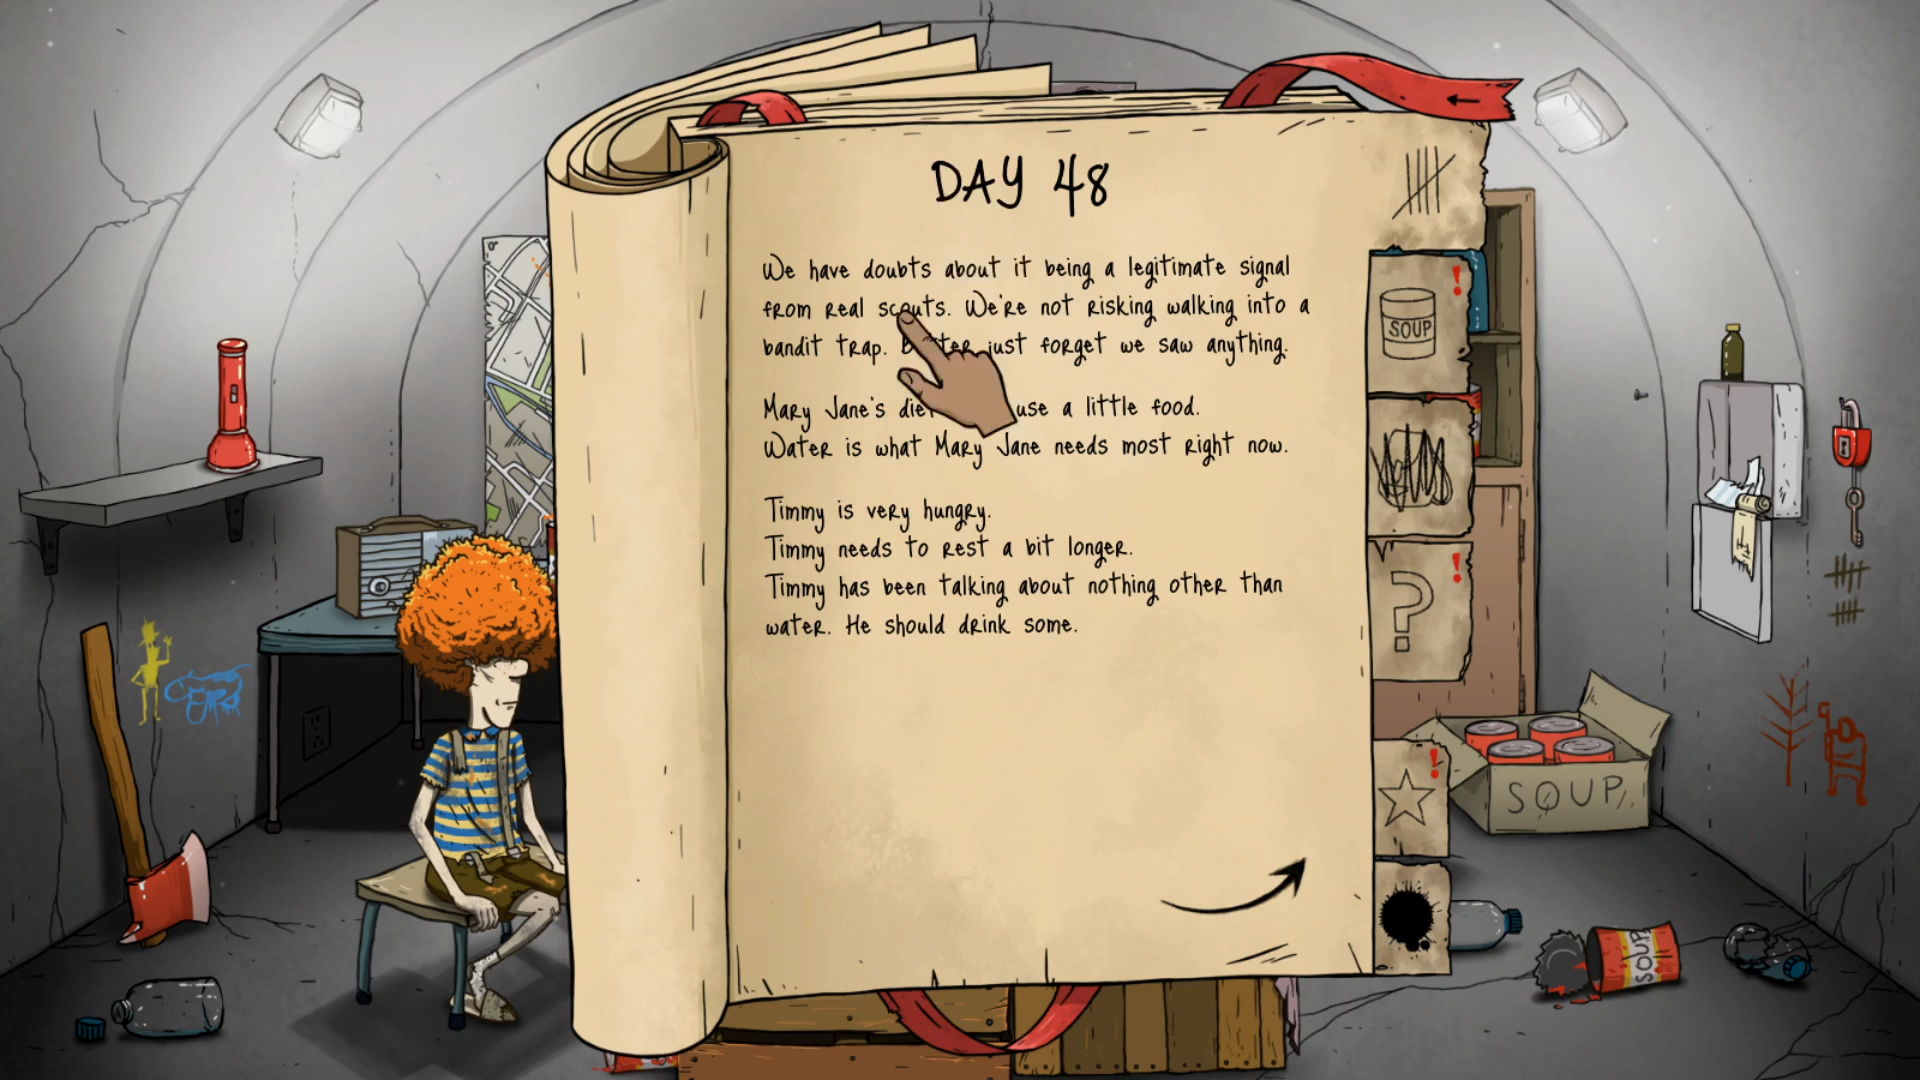 DAY 48
We have doubts about it being a legitimate signal
from real scouts. We're not risking walking into a
bandit trap. just forget we saw anything.
Mary Jane's use a little food.
Water is what Mary Jane needs most right now.
Timmy is very hungry.
Timmy needs to rest a bit longer.
Timmy has been talking about nothing other than
water. He should drink some.
SOUP
!
?
!
!
SOUP
SOUP